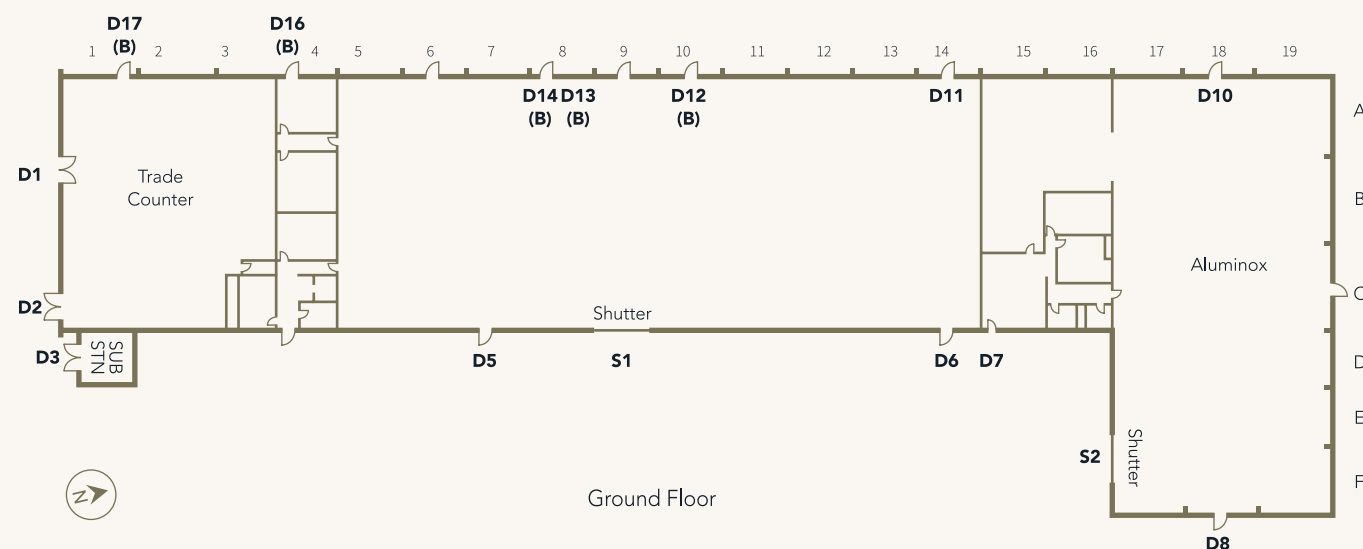 D17
(B)
D16
(B)
1 2 3 4 5 6 7 8 9 10 11 12 13 14 15 16 17 18 19
D14 D13 D12 D11 D10
(B) (B) (B)
A
D1
Trade
Counter
B
Aluminox
C
D2
Shutter
D3
SUB
STN
D5
S1
D6
D7
D
E
S2
Shutter
F
N
Ground Floor
D8